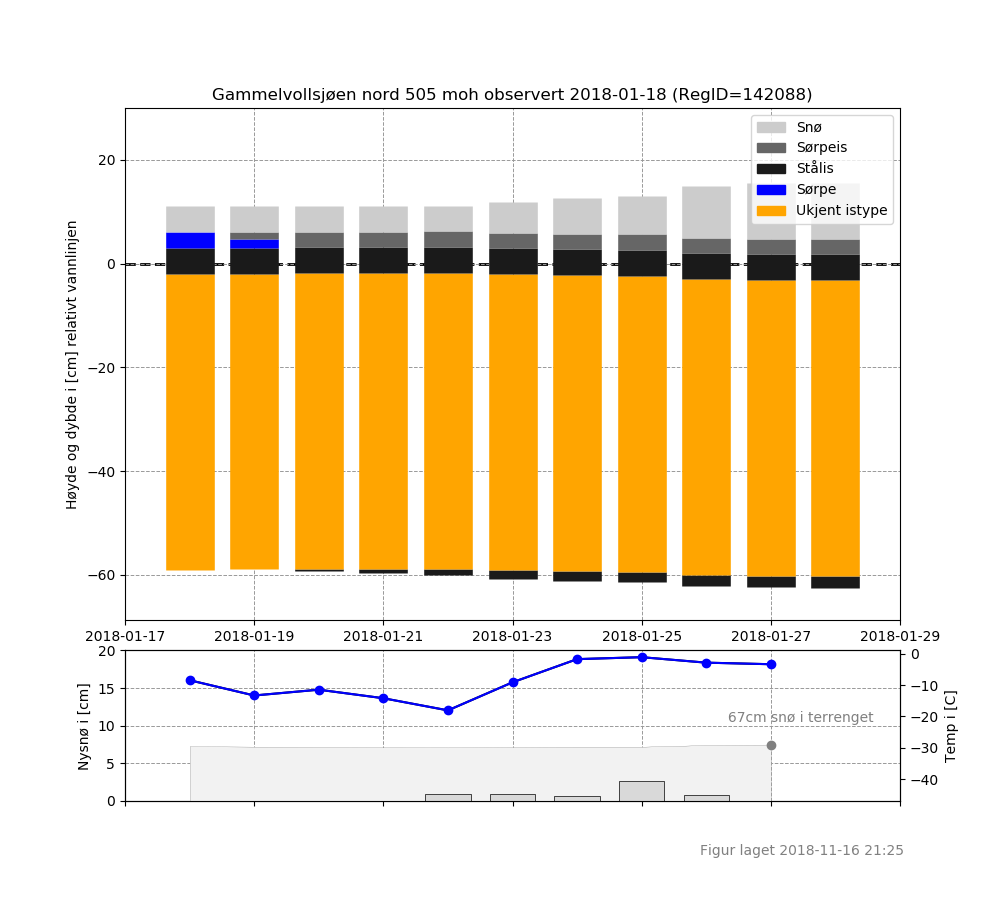 Gammelvollsjøen nord 505 moh observert 2018-01-18 (RegID=142088)
Snø
Sørpeis
Stålis
Sørpe
Ukjent istype
Høyde og dybde i [cm] relativt vannlinjen
20
0
−20
−40
−60
2018-01-17 2018-01-19 2018-01-21 2018-01-23 2018-01-25 2018-01-27 2018-01-29
Nysnø i [cm]
20
15
10
5
0
67cm snø i terrenget
0
−10
−20
−30
−40
Temp i [C]
Figur laget 2018-11-16 21:25